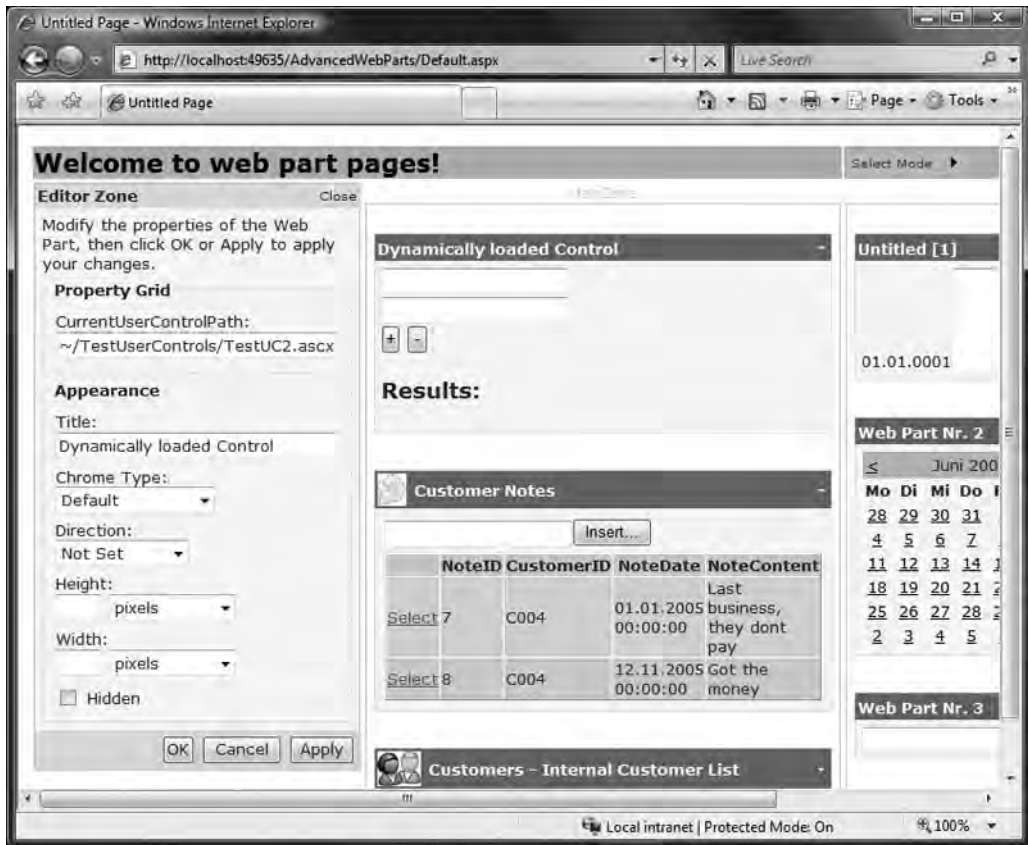 Untitled Page - Windows Internet Explorer
http://localhost:49635/AdvancedWebParts/Default.aspx
Live Search
Untitled Page
Page
Tools
Welcome to web part pages!
Select Mode
Editor Zone
Close
Modify the properties of the Web
Part, then click OK or Apply to apply
your changes.
Property Grid
CurrentUserControlPath:
~/TestUserControls/TestUC2.ascx
Appearance
Title:
Dynamically loaded Control
Chrome Type:
Default
Direction:
Not Set
Height:
pixels
Width:
pixels
Hidden
OK Cancel Apply
Dynamically loaded Control
+ -
Results:
Customer Notes
Insert...
NoteID CustomerID NoteDate NoteContent
Select 7 C004 01.01.2005 00:00:00 Last business, they dont pay
Select 8 C004 12.11.2005 00:00:00 Got the money
Customers - Internal Customer List
Untitled [1]
01.01.0001
Web Part Nr. 2
< Juni 200
Mo Di Mi Do
28 29 30 31
4 5 6 7
11 12 13 14
18 19 20 21
25 26 27 28
2 3 4 5
Web Part Nr. 3
Local intranet | Protected Mode: On
100%